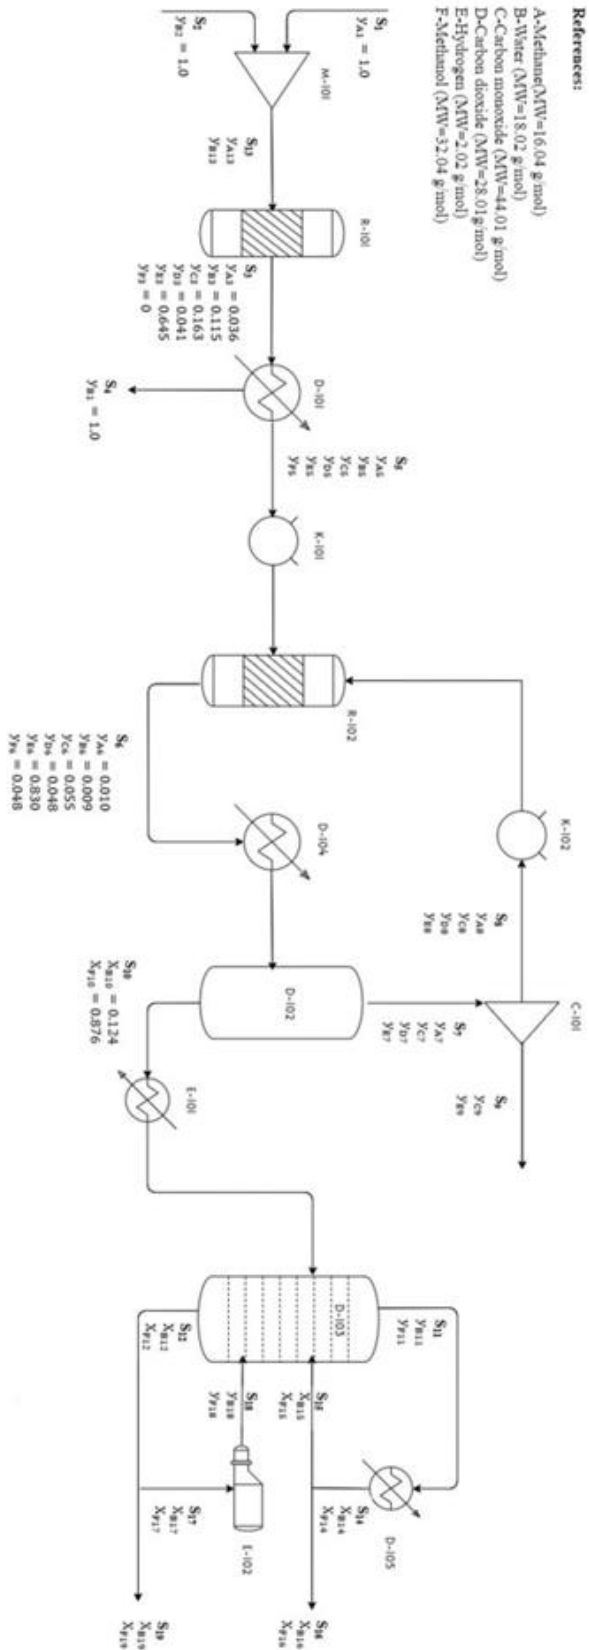 References:
A-Methane(MW=16.04 g/mol)
B-Water (MW=18.02 g/mol)
C-Carbon monoxide (MW=44.01 g/mol)
D-Carbon dioxide (MW=28.01g/mol)
E-Hydrogen (MW=2.02 g/mol)
F-Methanol (MW=32.04 g/mol)
S1
yA1 = 1.0
S2
yB2 = 1.0
M-101
S13
yA13
yB13
R-101
S3
yA3 = 0.036
yB3 = 0.115
yC3 = 0.163
yD3 = 0.041
yE3 = 0.645
yF3 = 0
D-101
S4
yB1 = 1.0
S5
yA5
yB5
yC5
yD5
yE5
yF5
K-101
R-102
S6
yA6 = 0.010
yB6 = 0.009
yC6 = 0.055
yD6 = 0.048
yE6 = 0.830
yF6 = 0.048
D-104
K-102
S8
yA8
yC8
yD8
yE8
C-101
S9
yC9
yE9
S7
yA7
yC7
yD7
yE7
D-102
S10
XB10 = 0.124
XF10 = 0.876
E-101
D-103
S11
yB11
yF11
D-105
S14
XB14
XF14
S15
XB15
XF15
S16
XB16
XF16
S18
yB18
yF18
E-102
S12
XB12
XF12
S17
XB17
XF17
S19
XB19
XF19